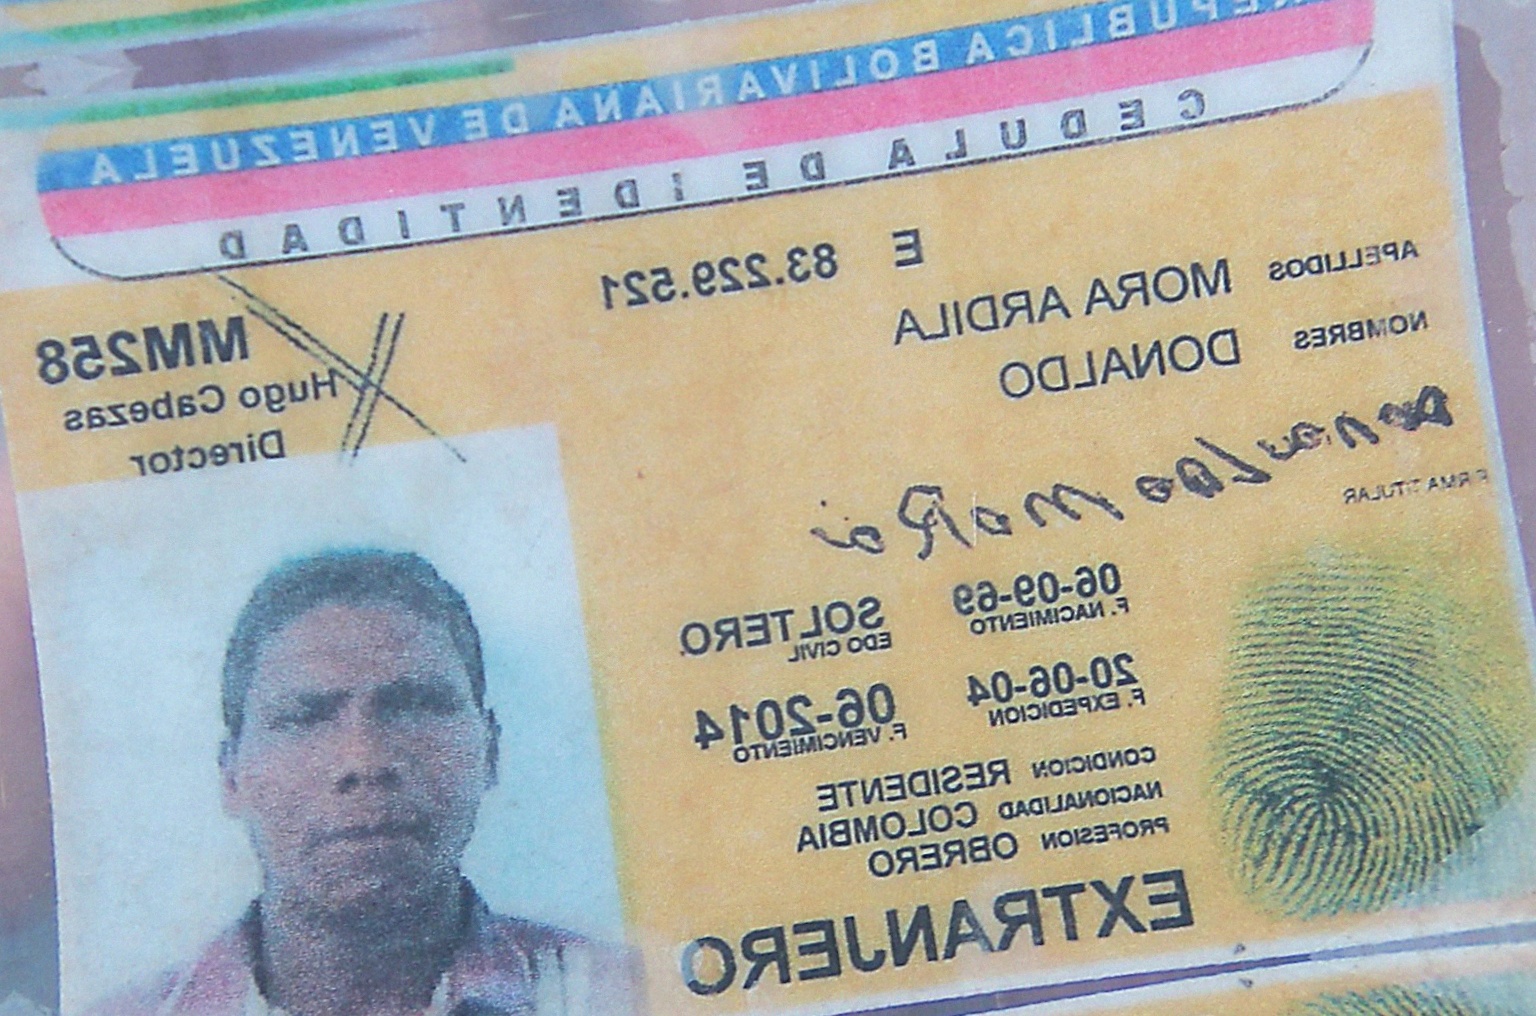 REPUBLICA BOLIVARIANA DE VENEZUELA
CEDULA DE IDENTIDAD
E 83.229.521
APELLIDOS MORA ARDILA
NOMBRES DONALDO
MM258
Hugo Cabezas
Director
FIRMA TITULAR
06-09-69 SOLTERO
F. NACIMIENTO EDO CIVIL
20-06-04 06-2014
F. EXPEDICION F. VENCIMIENTO
CONDICION RESIDENTE
NACIONALIDAD COLOMBIA
PROFESION OBRERO
EXTRANJERO